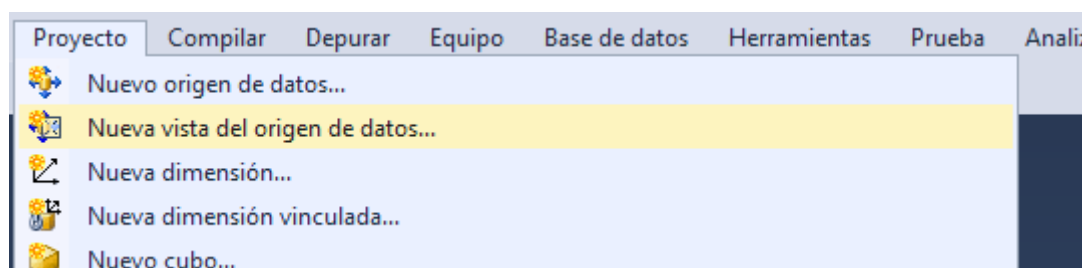 Proyecto Compilar Depurar Equipo Base de datos Herramientas Prueba
Nuevo origen de datos...
Nueva vista del origen de datos...
Nueva dimensión...
Nueva dimensión vinculada...
Nuevo cubo...